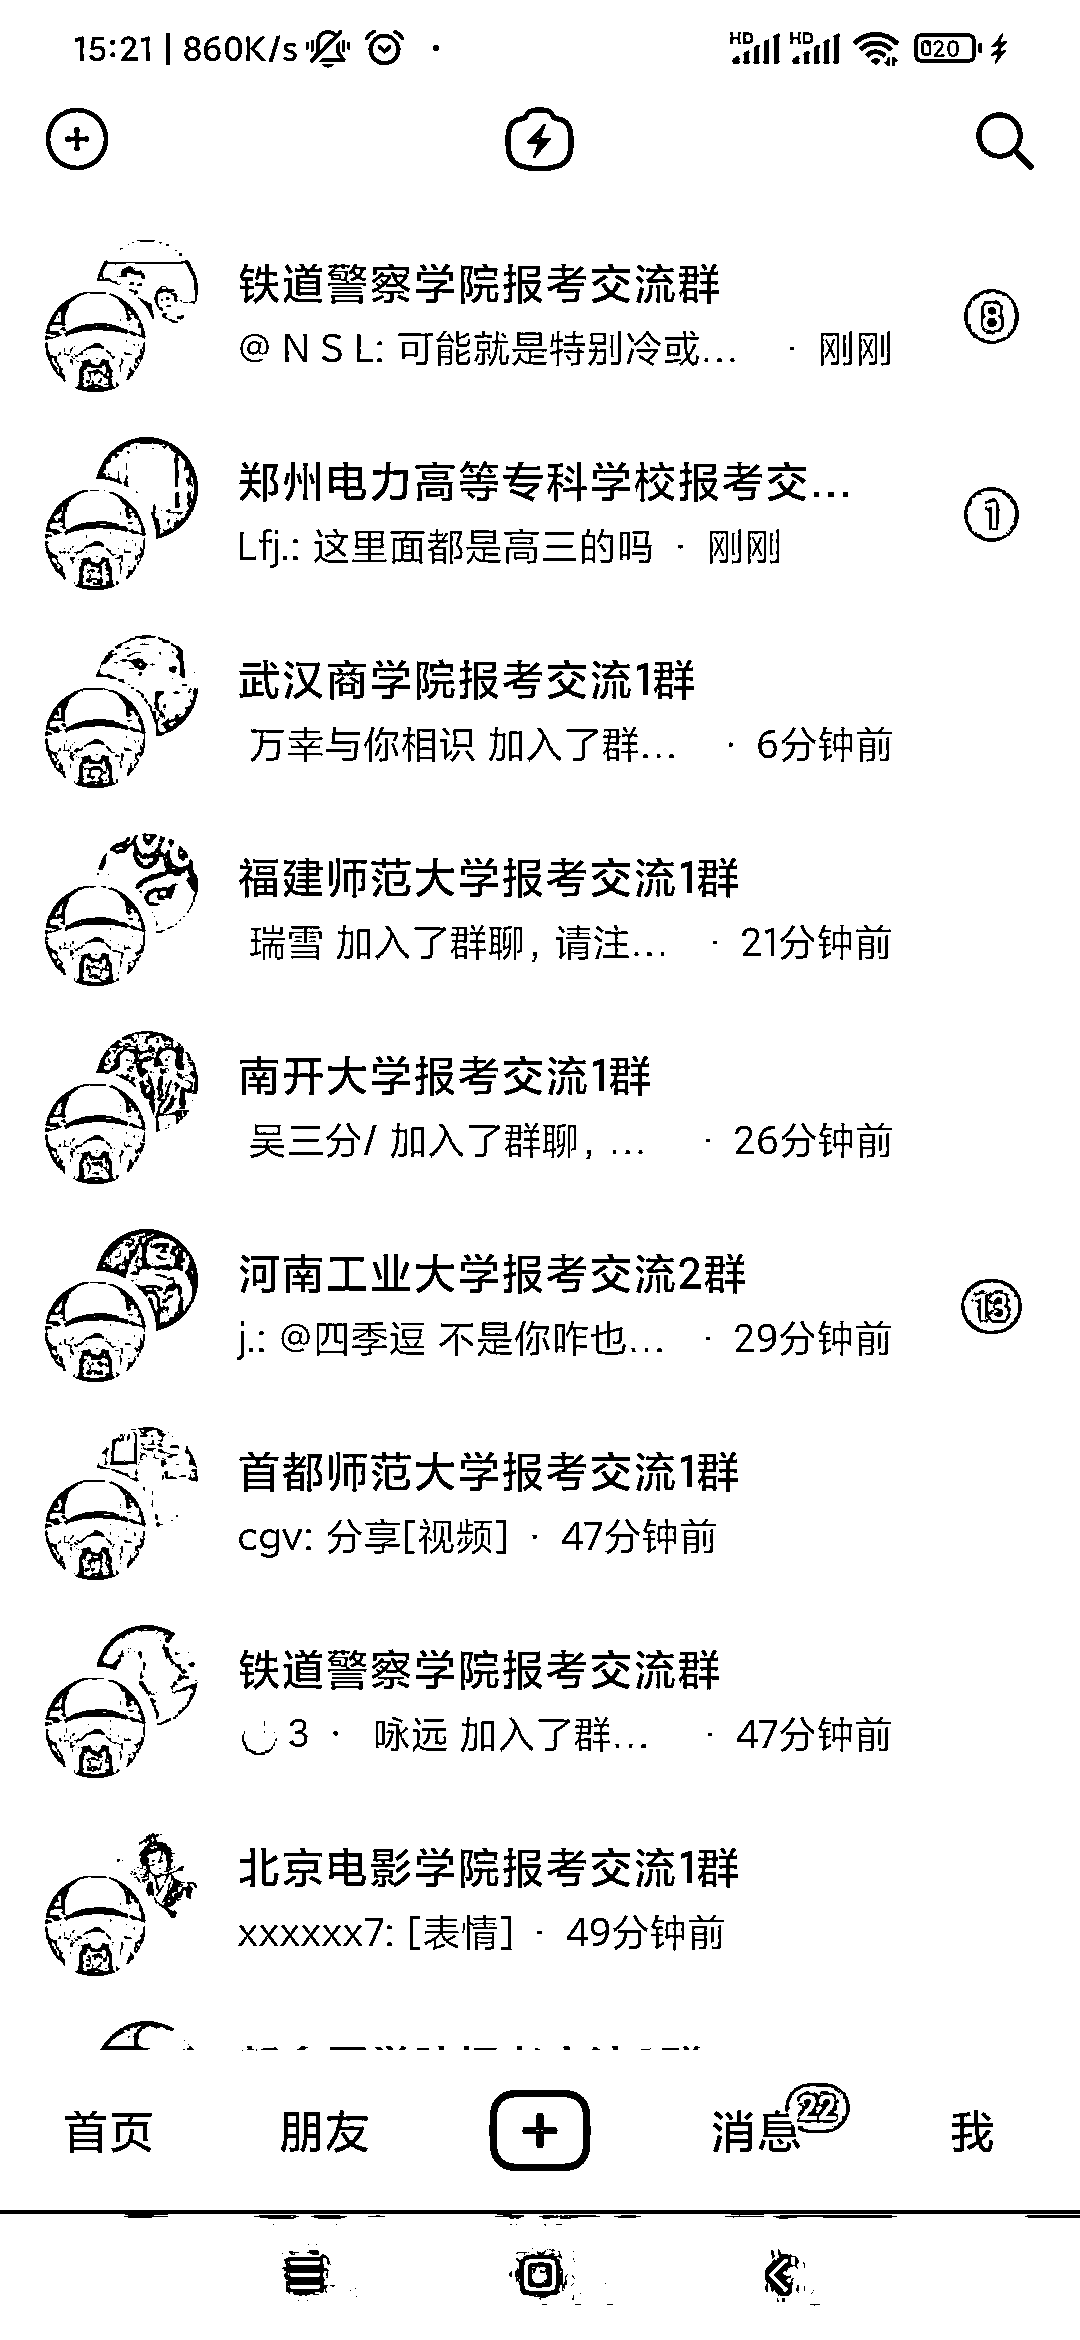 15:21 | 860K/s
HD HD 020
铁道警察学院报考交流群
@ N S L: 可能就是特别冷或... · 刚刚
8
郑州电力高等专科学校报考交...
Lfj.: 这里面都是高三的吗 · 刚刚
1
武汉商学院报考交流1群
万幸与你相识 加入了群... · 6分钟前
福建师范大学报考交流1群
瑞雪 加入了群聊, 请注... · 21分钟前
南开大学报考交流1群
吴三分/ 加入了群聊, ... · 26分钟前
河南工业大学报考交流2群
j.: @四季逗 不是你咋也... · 29分钟前
13
首都师范大学报考交流1群
cgv: 分享[视频] · 47分钟前
铁道警察学院报考交流群
3 · 咏远 加入了群... · 47分钟前
北京电影学院报考交流1群
xxxxxx7: [表情] · 49分钟前
首页 朋友 消息 22 我